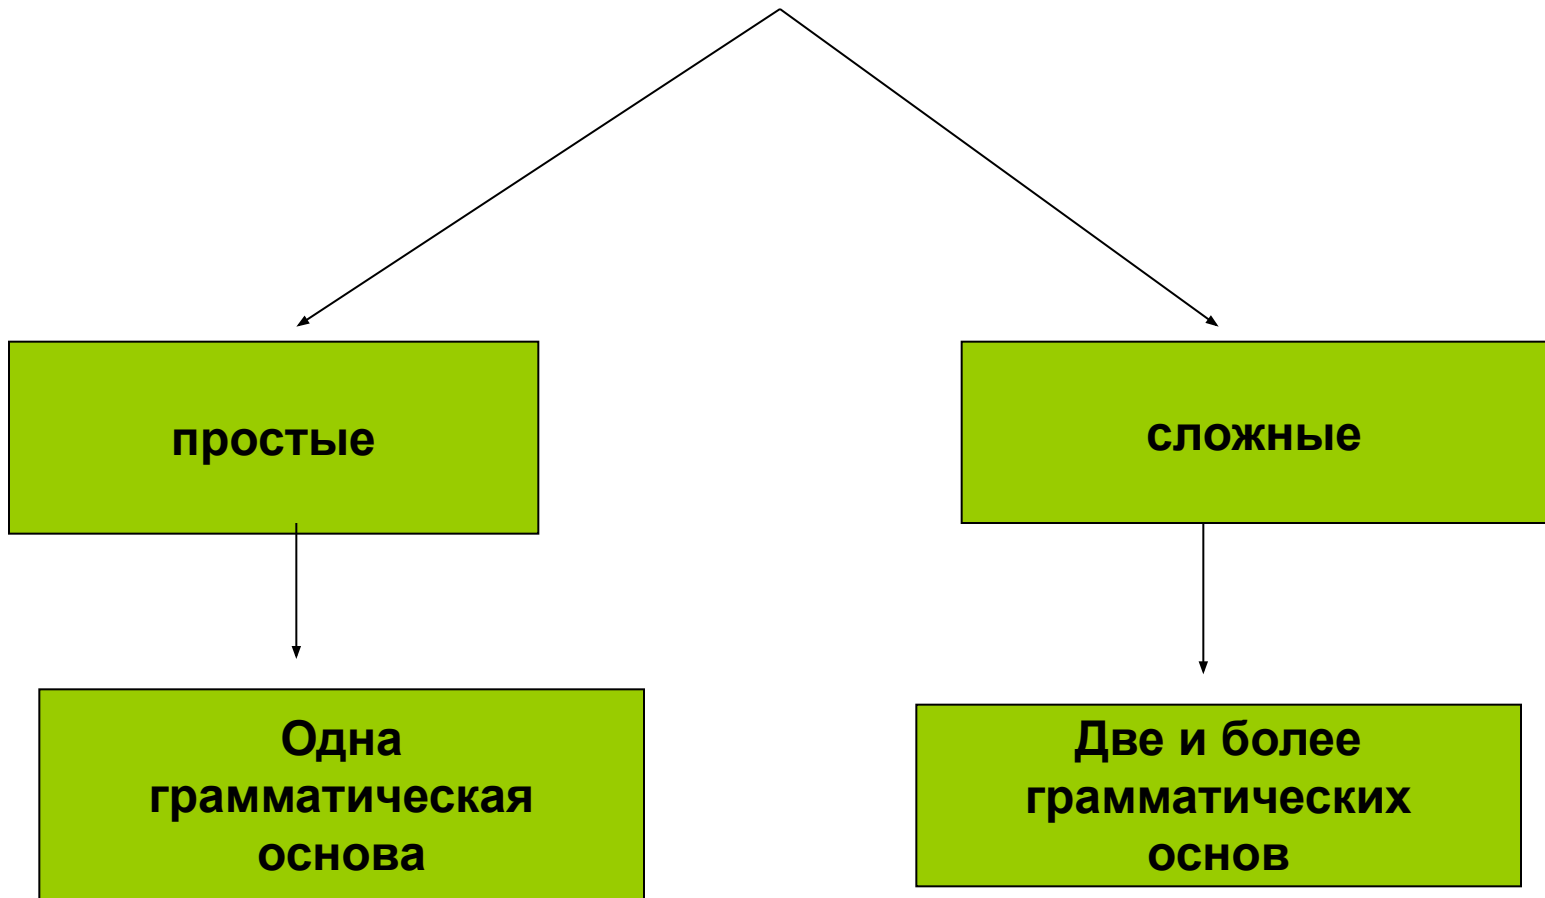 простые
сложные
Одна
грамматическая
основа
Две и более
грамматических
основ